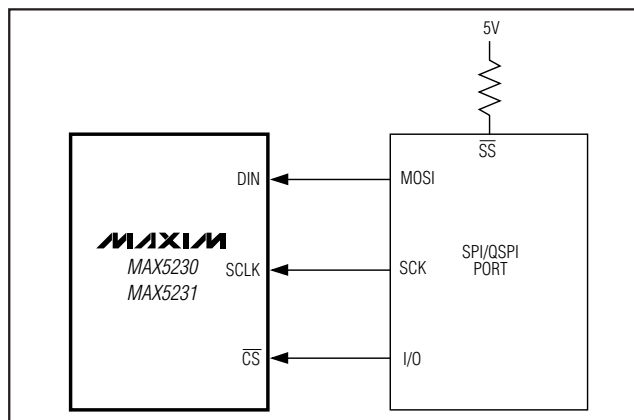 5V
SS
DIN
MOSI
MAXIM
MAX5230
MAX5231
SCLK
SCK
SPI/QSPI
PORT
CS
I/O